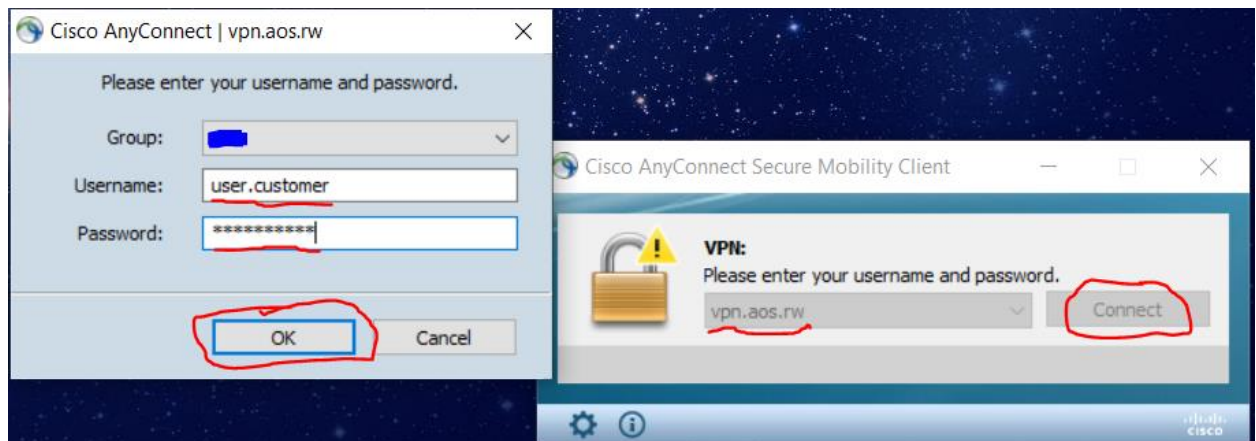 Cisco AnyConnect | vpn.aos.rw
Please enter your username and password.
Group:
Username: user.customer
Password: **********
OK Cancel
Cisco AnyConnect Secure Mobility Client
VPN:
Please enter your username and password.
vpn.aos.rw Connect
cisco